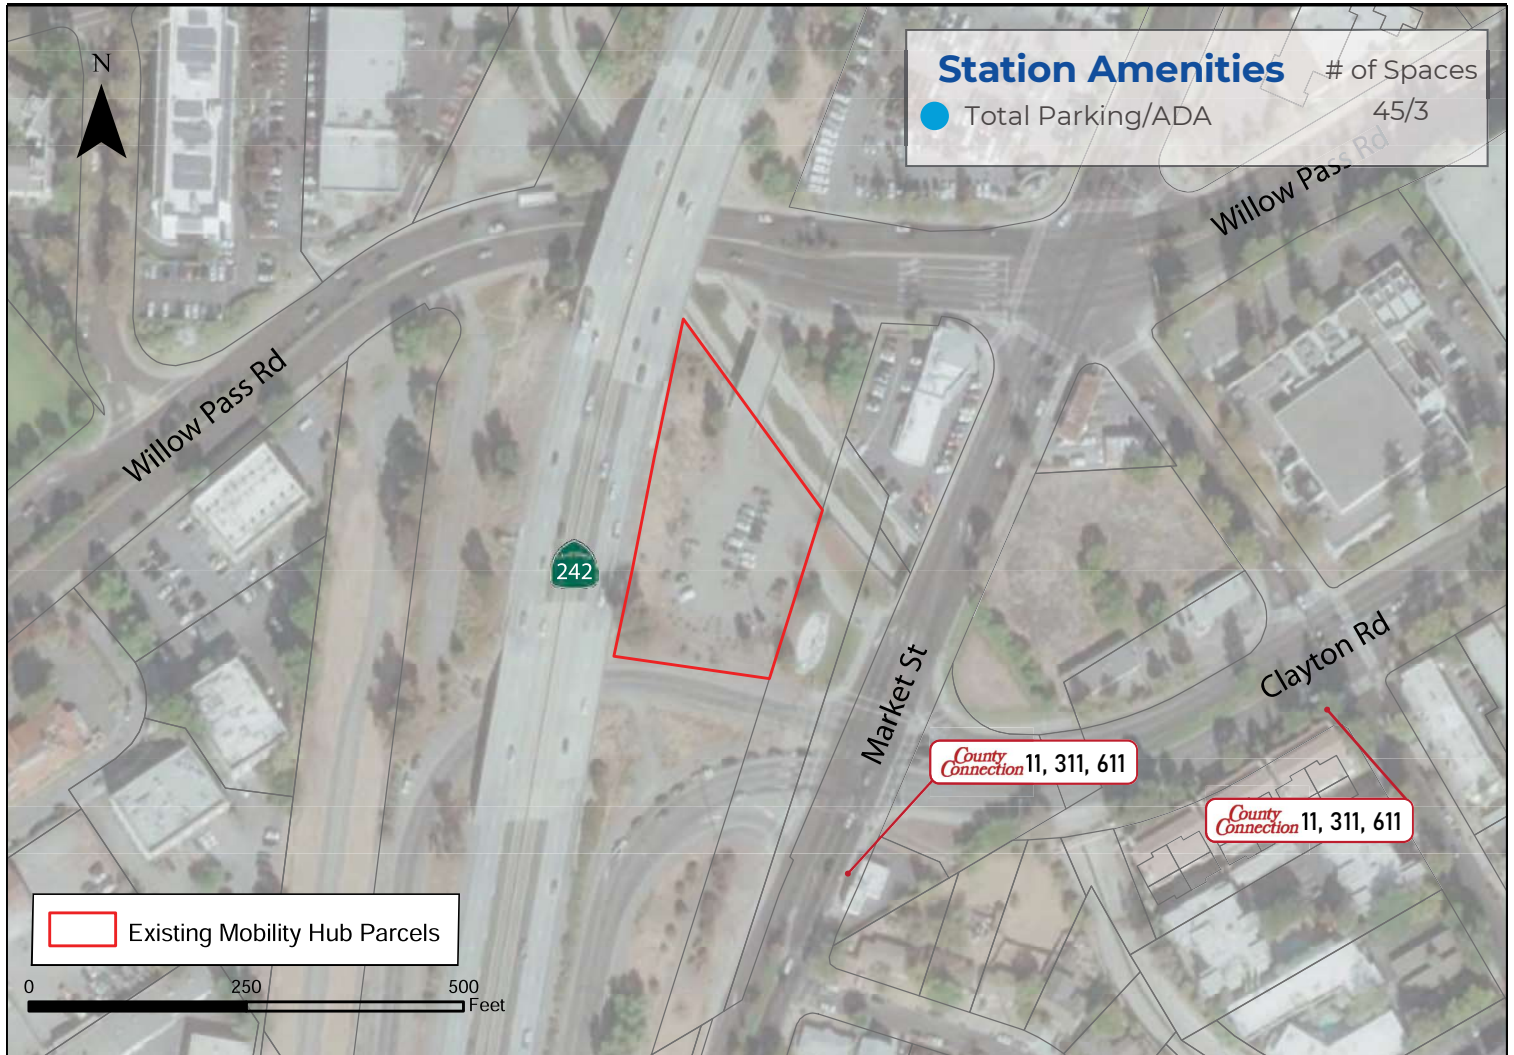 N
Station Amenities # of Spaces
Total Parking/ADA 45/3
Willow Pass Rd
Willow Pass Rd
242
Market St
Clayton Rd
County
Connection 11, 311, 611
County
Connection 11, 311, 611
Existing Mobility Hub Parcels
0 250 500
Feet